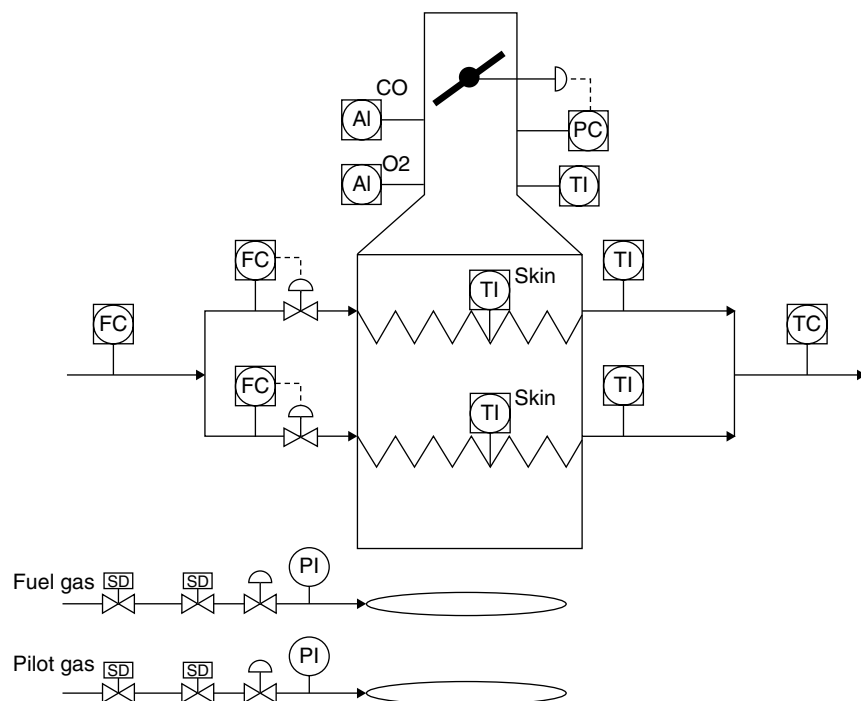 CO
AI
PC
O2
AI
TI
FC
TI
Skin
TI
FC
TC
FC
TI
Skin
TI
Fuel gas
SD
SD
PI
Pilot gas
SD
SD
PI